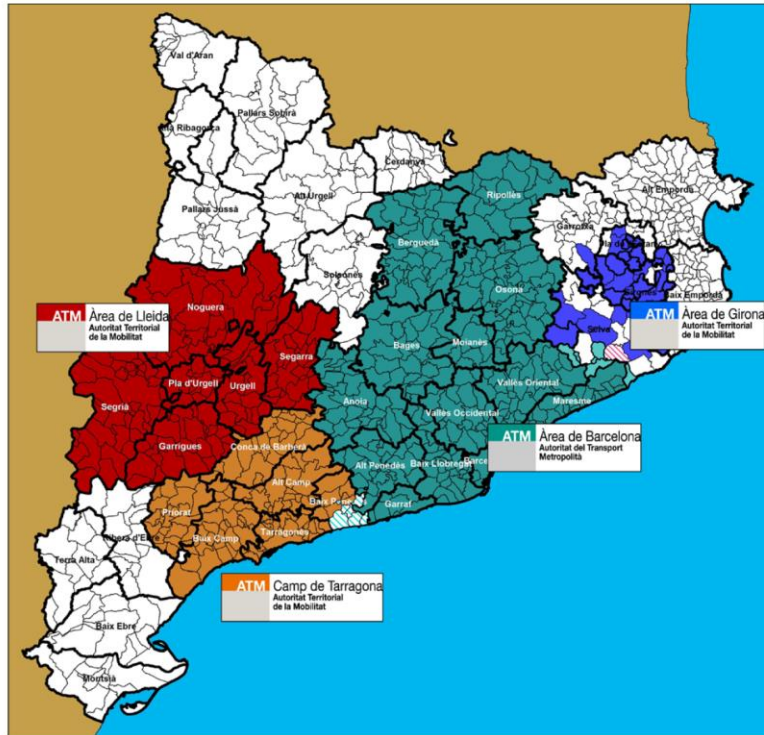 Val d'Aran
Pallars Sobirà
Alta Ribagorça
Cerdanya
Alt Urgell
Pallars Jussà
Ripollès
Alt Empordà
Garrotxa
Berguedà
Solsonès
Osona
Baix Empordà
Noguera
ATM Àrea de Lleida
Autoritat Territorial
de la Mobilitat
ATM Àrea de Girona
Autoritat Territorial
de la Mobilitat
Selva
Bages
Moianès
Segarra
Pla d'Urgell
Urgell
Segrià
Anoia
Vallès Oriental
Maresme
Vallès Occidental
Garrigues
Conca de Barberà
ATM Àrea de Barcelona
Autoritat del Transport
Metropolità
Alt Penedès
Baix Llobregat
Alt Camp
Garraf
Priorat
Baix Camp
Tarragonès
Ribera d'Ebre
Terra Alta
ATM Camp de Tarragona
Autoritat Territorial
de la Mobilitat
Baix Ebre
Montsià